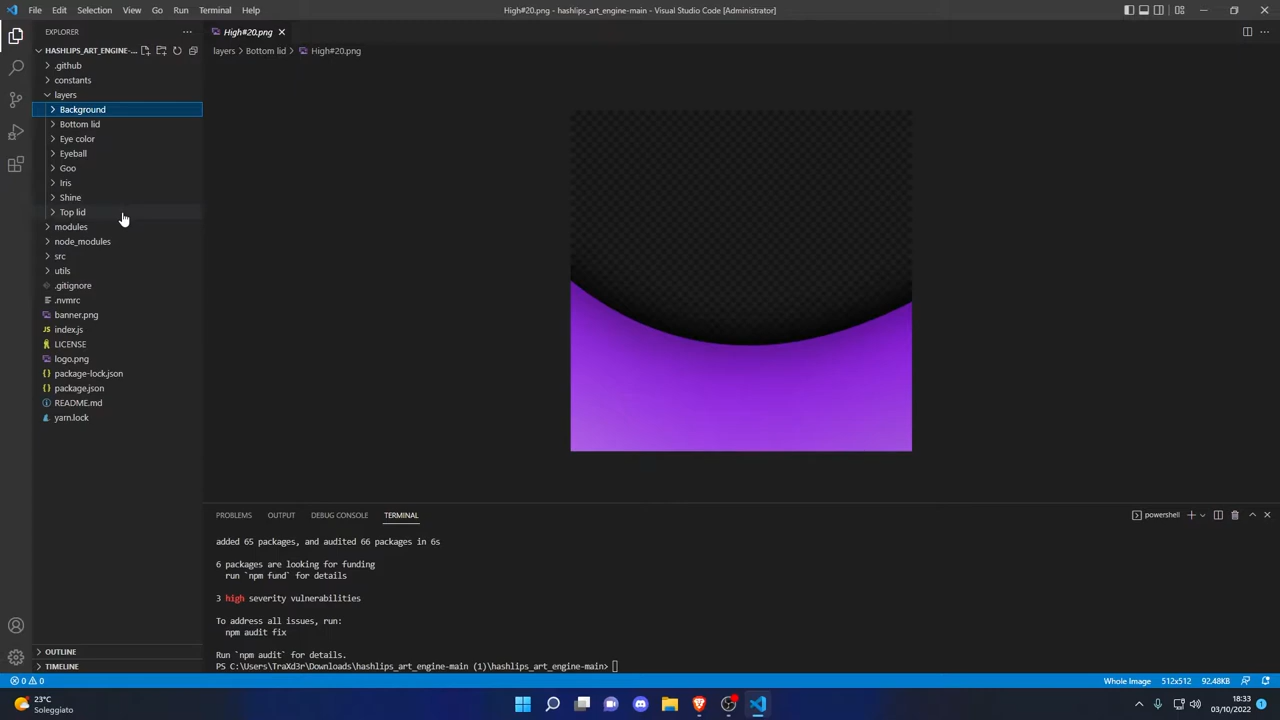 File Edit Selection View Go Run Terminal Help
High#20.png - hashlips_art_engine-main - Visual Studio Code [Administrator]
EXPLORER
HASHLIPS_ART_ENGINE-...
.github
constants
layers
Background
Bottom lid
Eye color
Eyeball
Goo
Iris
Shine
Top lid
modules
node_modules
src
utils
.gitignore
.nvmrc
banner.png
index.js
LICENSE
logo.png
package-lock.json
package.json
README.md
yarn.lock
OUTLINE
TIMELINE
High#20.png
layers > Bottom lid > High#20.png
PROBLEMS OUTPUT DEBUG CONSOLE TERMINAL
powershell
added 65 packages, and audited 66 packages in 6s
6 packages are looking for funding
run `npm fund` for details
3 high severity vulnerabilities
To address all issues, run:
npm audit fix
Run `npm audit` for details.
PS C:\Users\TraXd3r\Downloads\hashlips_art_engine-main (1)\hashlips_art_engine-main>
0 0
Whole Image 512x512 92.48KB
23°C
Soleggiato
18:33
03/10/2022
1